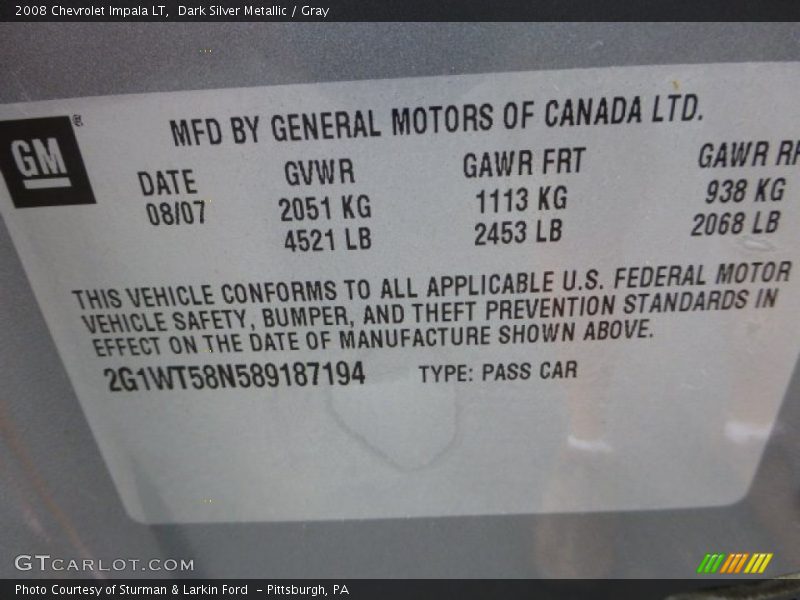 2008 Chevrolet Impala LT,  Dark Silver Metallic / Gray
GM®
MFD BY GENERAL MOTORS OF CANADA LTD.
DATE GVWR GAWR FRT GAWR RR
08/07 2051 KG 1113 KG 938 KG
4521 LB 2453 LB 2068 LB
THIS VEHICLE CONFORMS TO ALL APPLICABLE U.S. FEDERAL MOTOR
VEHICLE SAFETY, BUMPER, AND THEFT PREVENTION STANDARDS IN
EFFECT ON THE DATE OF MANUFACTURE SHOWN ABOVE.
2G1WT58N589187194 TYPE: PASS CAR
GTCARLOT.COM
Photo Courtesy of Sturman & Larkin Ford  - Pittsburgh, PA